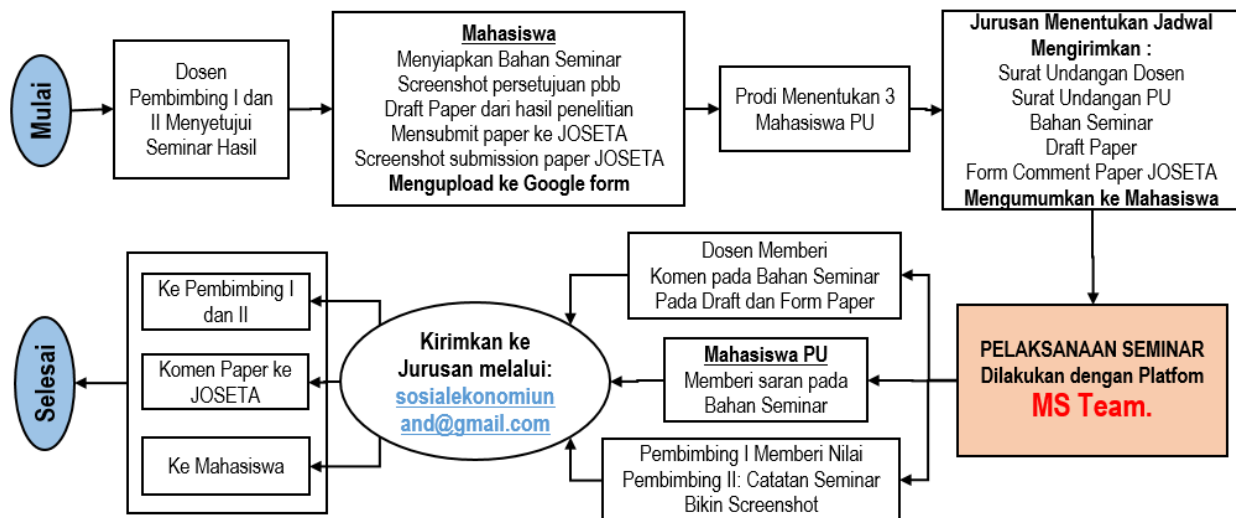 Mulai
Dosen
Pembimbing I dan
II Menyetujui
Seminar Hasil
Mahasiswa
Menyiapkan Bahan Seminar
Screenshot persetujuan pbb
Draft Paper dari hasil penelitian
Mensubmit paper ke JOSETA
Screenshot submission paper JOSETA
Mengupload ke Google form
Prodi Menentukan 3
Mahasiswa PU
Jurusan Menentukan Jadwal
Mengirimkan :
Surat Undangan Dosen
Surat Undangan PU
Bahan Seminar
Draft Paper
Form Comment Paper JOSETA
Mengumumkan ke Mahasiswa
PELAKSANAAN SEMINAR
Dilakukan dengan Platfom
MS Team.
Dosen Memberi
Komen pada Bahan Seminar
Pada Draft dan Form Paper
Mahasiswa PU
Memberi saran pada
Bahan Seminar
Pembimbing I Memberi Nilai
Pembimbing II: Catatan Seminar
Bikin Screenshot
Kirimkan ke
Jurusan melalui:
sosialekonomiun
and@gmail.com
Ke Pembimbing I
dan II
Komen Paper ke
JOSETA
Ke Mahasiswa
Selesai